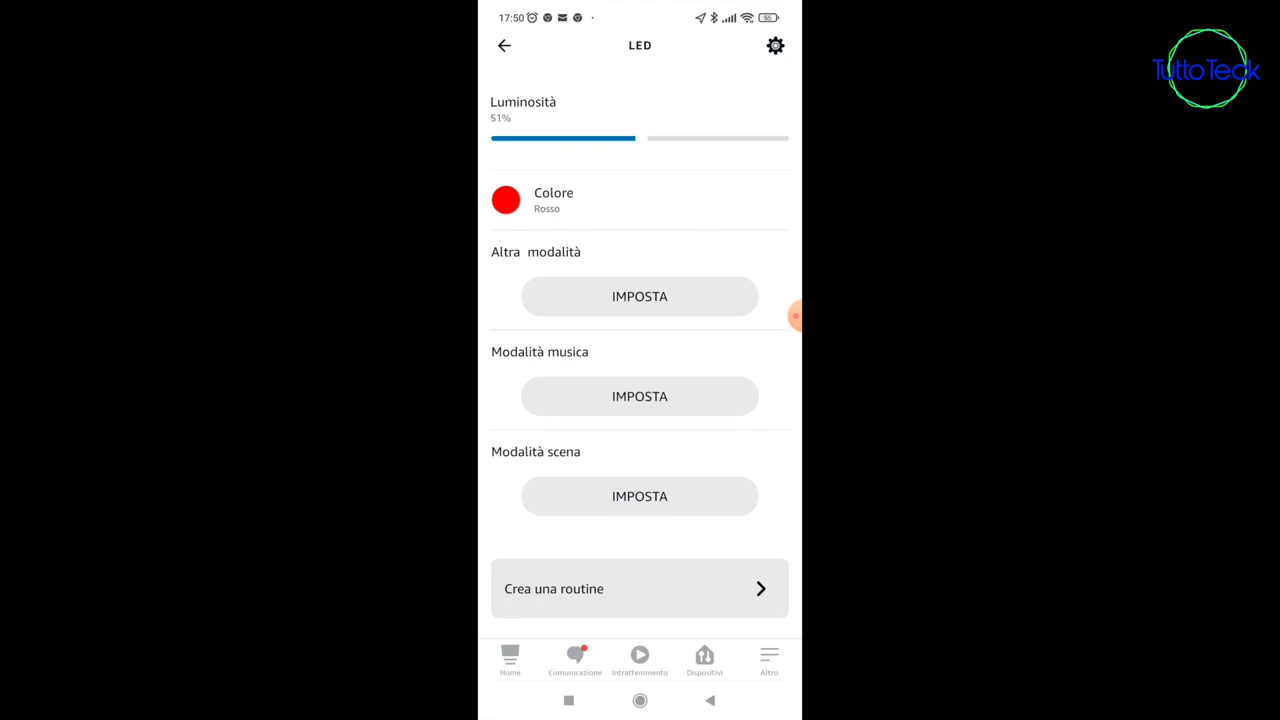 17:50
55
LED
TuttoTeck
Luminosità
51%
Colore
Rosso
Altra modalità
IMPOSTA
Modalità musica
IMPOSTA
Modalità scena
IMPOSTA
Crea una routine
Home Comunicazione Intrattenimento Dispositivi Altro